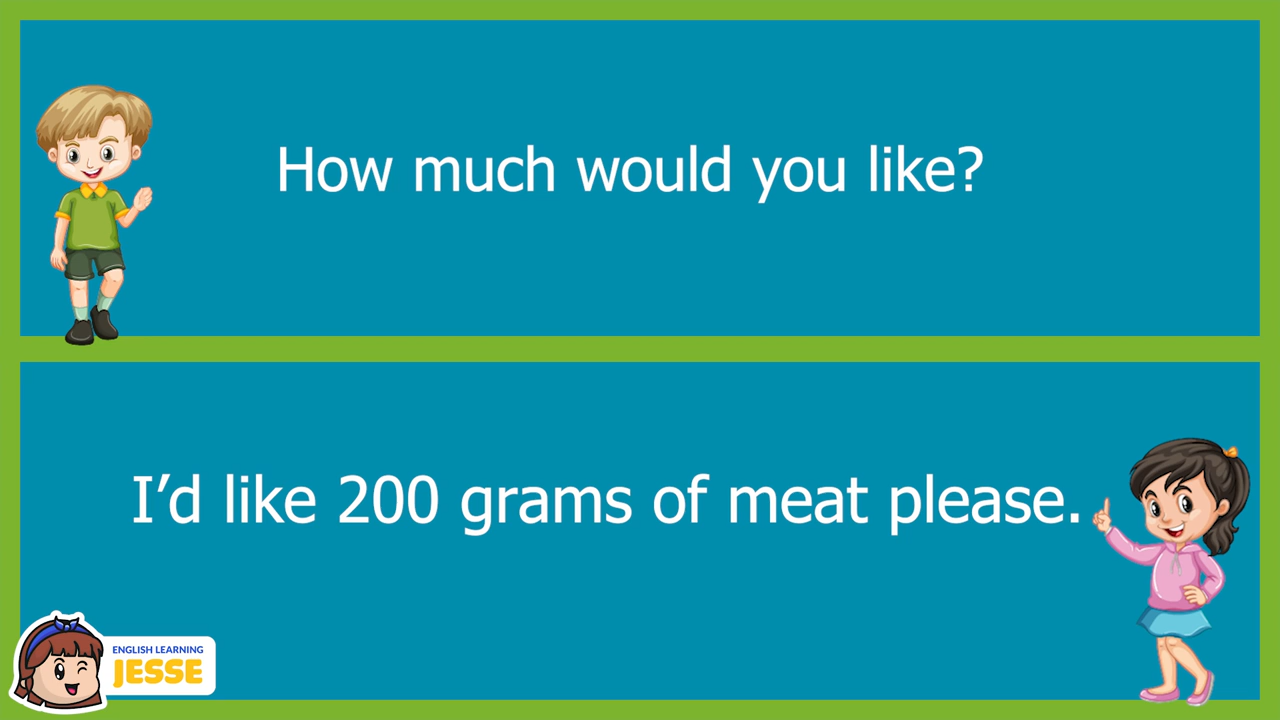 How much would you like?
I’d like 200 grams of meat please.
ENGLISH LEARNING
JESSE